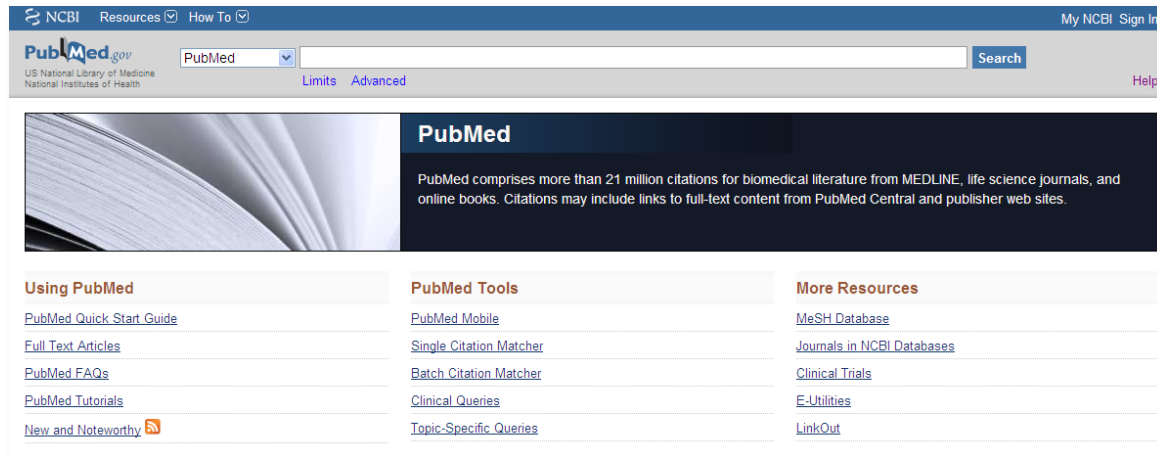 NCBI Resources How To My NCBI Sign In
PubMed.gov
US National Library of Medicine
National Institutes of Health
PubMed
Search
Limits Advanced
Help
PubMed
PubMed comprises more than 21 million citations for biomedical literature from MEDLINE, life science journals, and
online books. Citations may include links to full-text content from PubMed Central and publisher web sites.
Using PubMed
PubMed Quick Start Guide
Full Text Articles
PubMed FAQs
PubMed Tutorials
New and Noteworthy
PubMed Tools
PubMed Mobile
Single Citation Matcher
Batch Citation Matcher
Clinical Queries
Topic-Specific Queries
More Resources
MeSH Database
Journals in NCBI Databases
Clinical Trials
E-Utilities
LinkOut